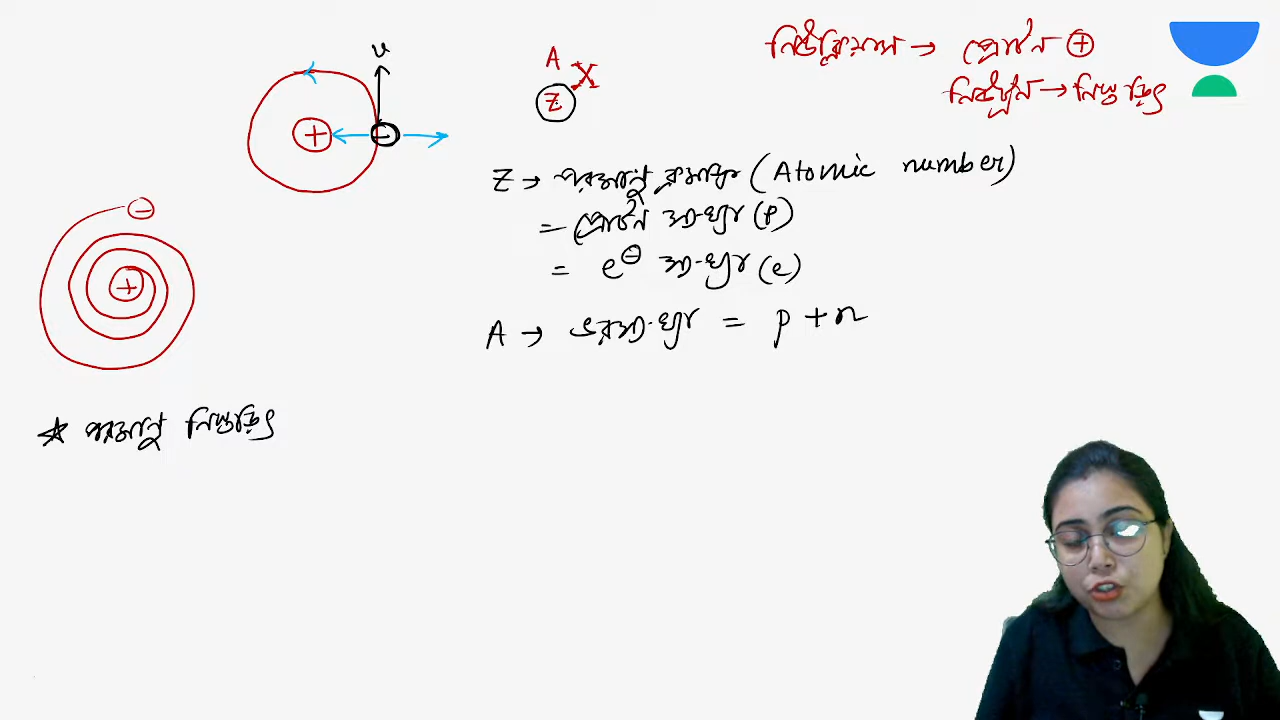 নিউক্লিয়াস → প্রোটন ⊕
নিউট্রন → নিস্তড়িৎ
u
A
Z X
+ −
Z → পরমাণু ক্রমাঙ্ক (Atomic number)
= প্রোটন সংখ্যা (p)
= e⊖ সংখ্যা (e)
A → ভরসংখ্যা = p + n
−
+
★ পরমাণু নিস্তড়িৎ